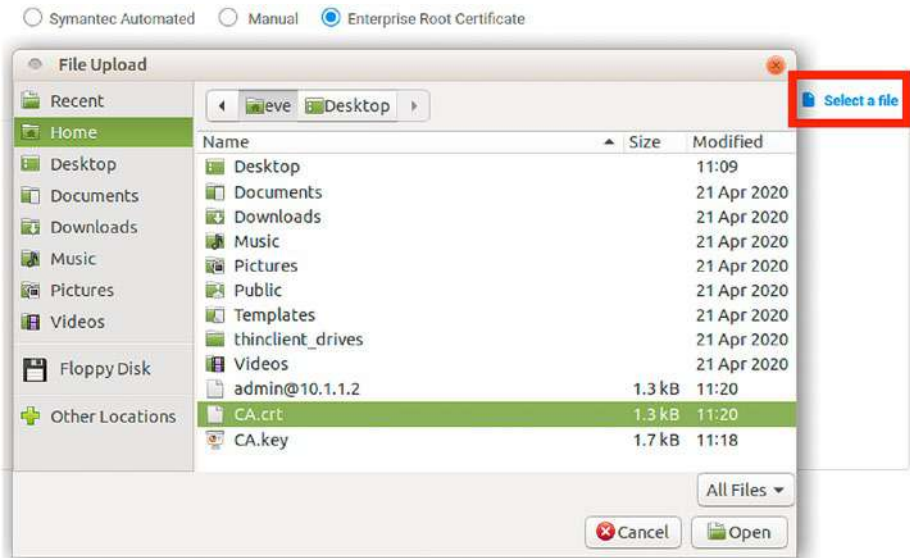 Symantec Automated Manual Enterprise Root Certificate
File Upload
Select a file
Recent
Home
Desktop
Documents
Downloads
Music
Pictures
Videos
Floppy Disk
Other Locations
eve Desktop
Name Size Modified
Desktop 11:09
Documents 21 Apr 2020
Downloads 21 Apr 2020
Music 21 Apr 2020
Pictures 21 Apr 2020
Public 21 Apr 2020
Templates 21 Apr 2020
thinclient_drives 21 Apr 2020
Videos 21 Apr 2020
admin@10.1.1.2 1.3 kB 11:20
CA.crt 1.3 kB 11:20
CA.key 1.7 kB 11:18
All Files
Cancel Open